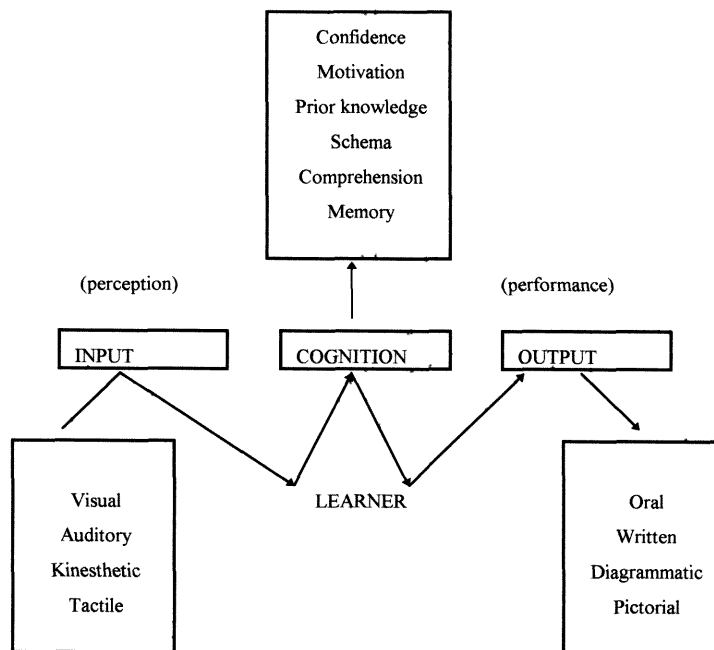 Confidence
Motivation
Prior knowledge
Schema
Comprehension
Memory
(perception)
(performance)
INPUT
COGNITION
OUTPUT
LEARNER
Visual
Auditory
Kinesthetic
Tactile
Oral
Written
Diagrammatic
Pictorial